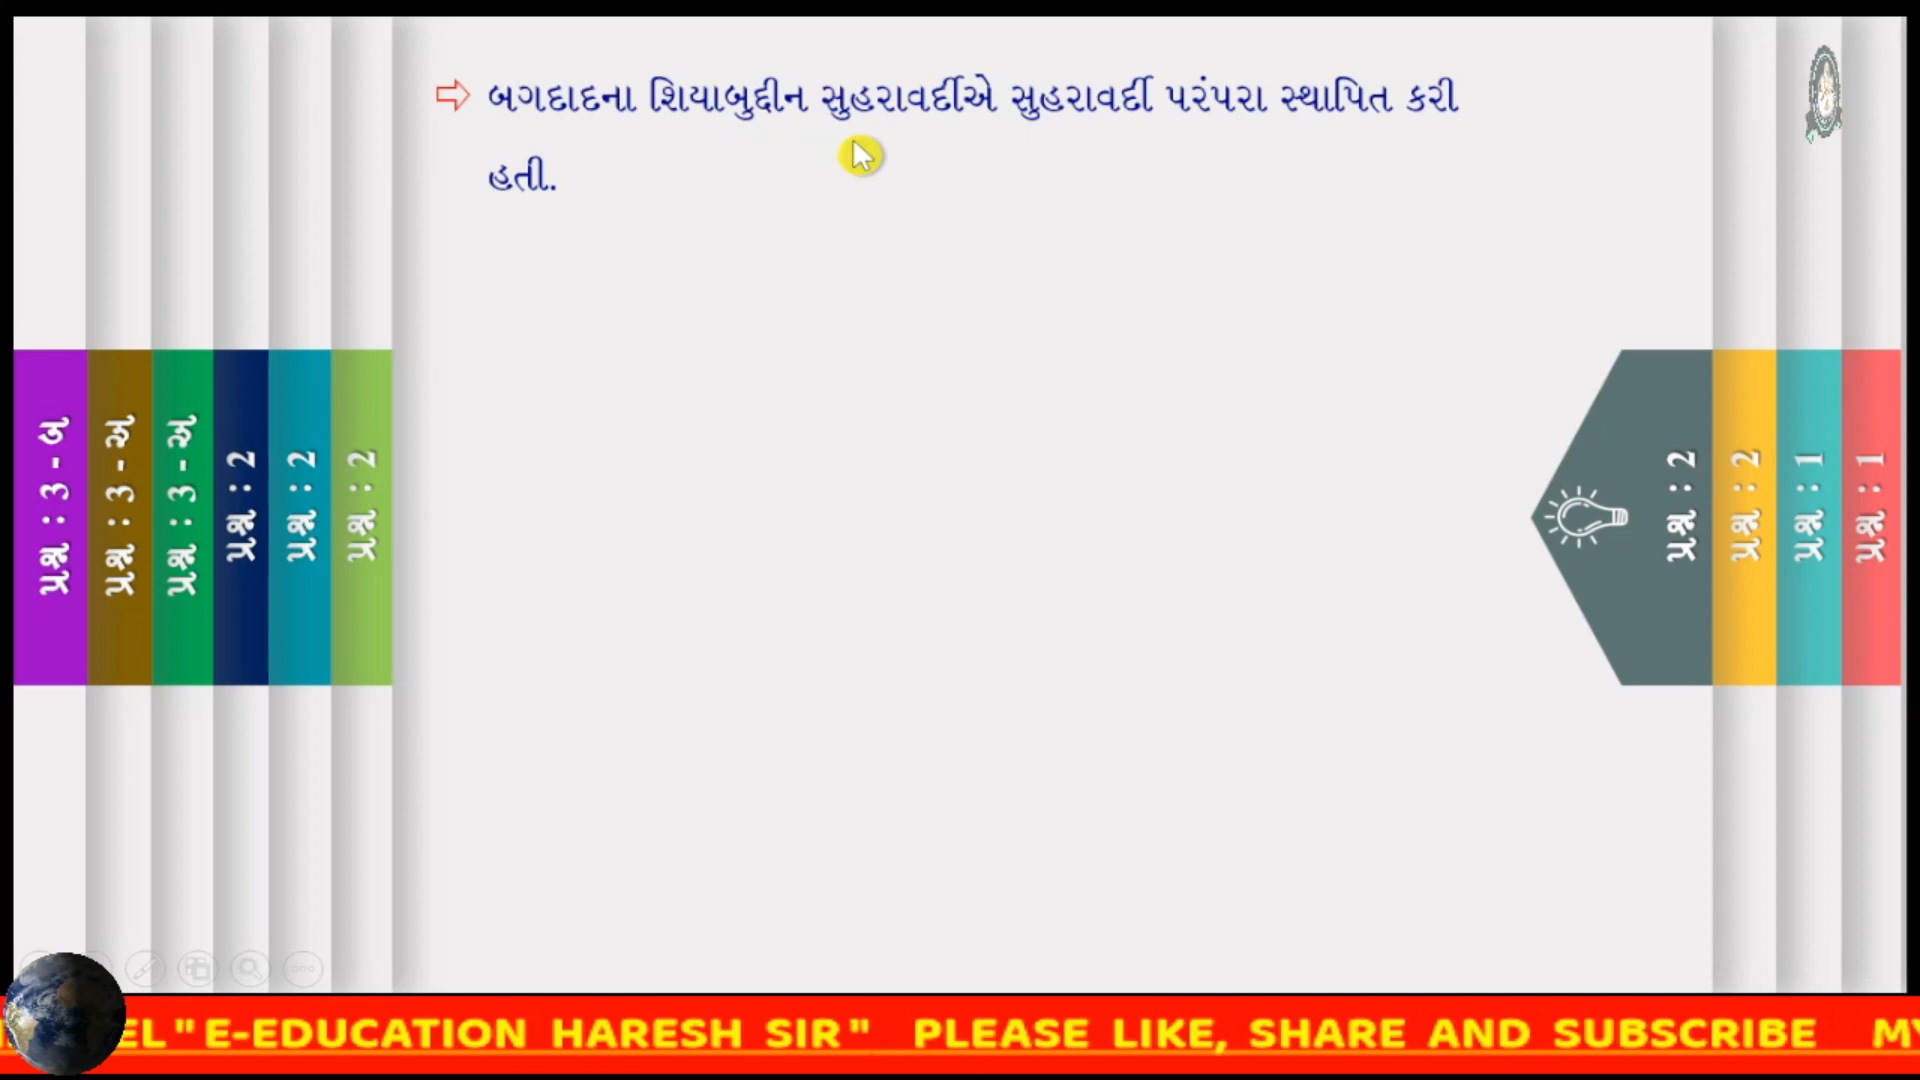 બગદાદના શિયાબુદ્દીન સુહરાવર્દીએ સુહરાવર્દી પરંપરા સ્થાપિત કરી
હતી.
પ્રશ્ન : 3 - બ
પ્રશ્ન : 3 - અ
પ્રશ્ન : 3 - અ
પ્રશ્ન : 2
પ્રશ્ન : 2
પ્રશ્ન : 2
પ્રશ્ન : 2
પ્રશ્ન : 2
પ્રશ્ન : 1
પ્રશ્ન : 1
EL "E-EDUCATION HARESH SIR" PLEASE LIKE, SHARE AND SUBSCRIBE MY